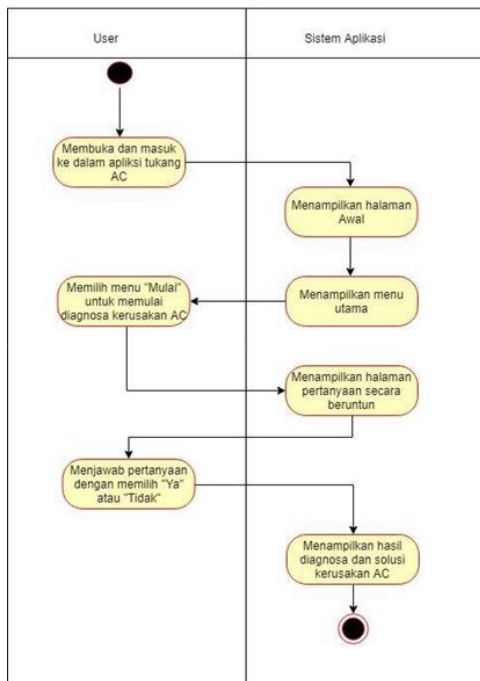 User
Sistem Aplikasi
Membuka dan masuk
ke dalam apliksi tukang
AC
Menampilkan halaman
Awal
Menampilkan menu
utama
Memilih menu "Mulai"
untuk memulai
diagnosa kerusakan AC
Menampilkan halaman
pertanyaan secara
beruntun
Menjawab pertanyaan
dengan memilih "Ya"
atau "Tidak"
Menampilkan hasil
diagnosa dan solusi
kerusakan AC